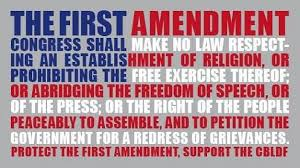 THE FIRST AMENDMENT
CONGRESS SHALL MAKE NO LAW RESPECT-
ING AN ESTABLISHMENT OF RELIGION, OR
PROHIBITING THE FREE EXERCISE THEREOF;
OR ABRIDGING THE FREEDOM OF SPEECH, OR
OF THE PRESS; OR THE RIGHT OF THE PEOPLE
PEACEABLY TO ASSEMBLE, AND TO PETITION
THE GOVERNMENT FOR A REDRESS OF GRIEVANCES.
PROTECT THE FIRST AMENDMENT, SUPPORT THE CBLDF